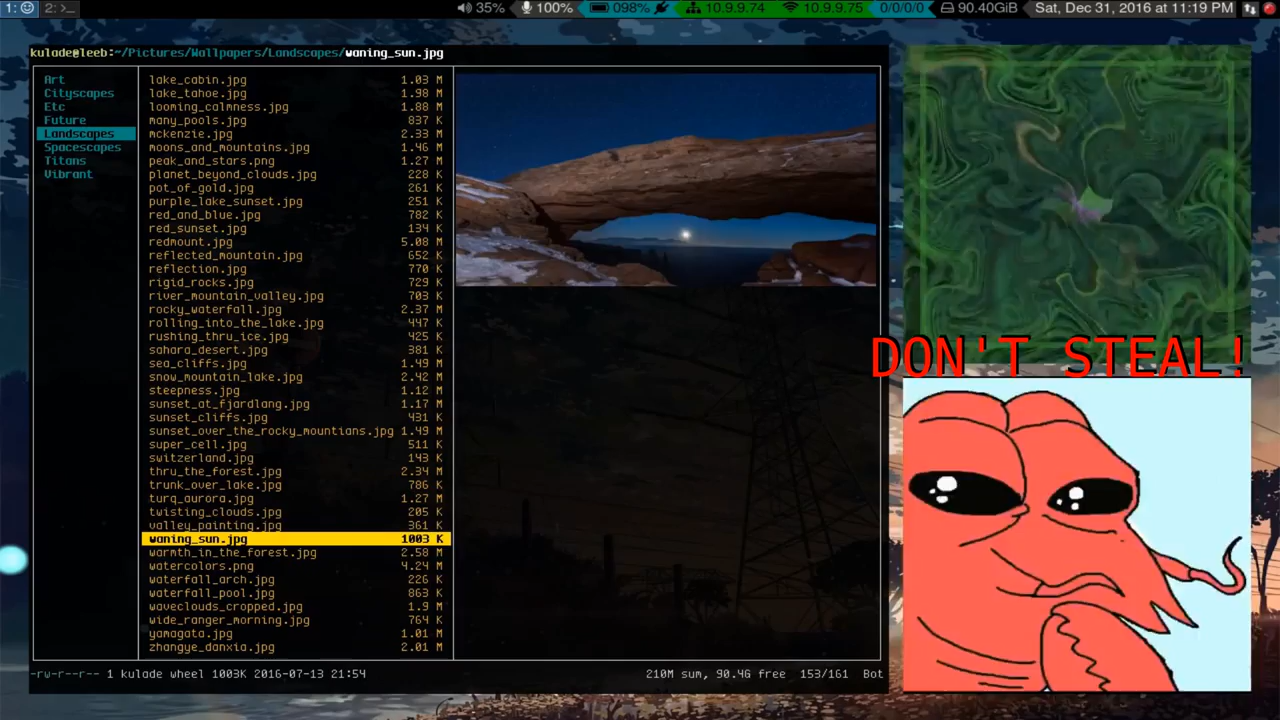 1: 2: >_ 35% 100% 098% 10.9.9.74 10.9.9.75 0/0/0/0 90.40GiB Sat, Dec 31, 2016 at 11:19 PM
kulade@leeb:~/Pictures/Wallpapers/Landscapes/waning_sun.jpg
Art lake_cabin.jpg 1.03 M
Cityscapes lake_tahoe.jpg 1.98 M
Etc looming_calmness.jpg 1.88 M
Future many_pools.jpg 837 K
Landscapes mckenzie.jpg 2.33 M
Spacescapes moons_and_mountains.jpg 1.46 M
Titans peak_and_stars.png 1.27 M
Vibrant planet_beyond_clouds.jpg 228 K
pot_of_gold.jpg 261 K
purple_lake_sunset.jpg 251 K
red_and_blue.jpg 782 K
red_sunset.jpg 134 K
redmount.jpg 5.08 M
reflected_mountain.jpg 652 K
reflection.jpg 770 K
rigid_rocks.jpg 729 K
river_mountain_valley.jpg 703 K
rocky_waterfall.jpg 2.37 M
rolling_into_the_lake.jpg 447 K
rushing_thru_ice.jpg 425 K
sahara_desert.jpg 381 K
sea_cliffs.jpg 1.49 M
snow_mountain_lake.jpg 2.42 M
steepness.jpg 1.12 M
sunset_at_fjardlang.jpg 1.17 M
sunset_cliffs.jpg 431 K
sunset_over_the_rocky_mountians.jpg 1.49 M
super_cell.jpg 511 K
switzerland.jpg 143 K
thru_the_forest.jpg 2.34 M
trunk_over_lake.jpg 786 K
turq_aurora.jpg 1.27 M
twisting_clouds.jpg 205 K
valley_painting.jpg 361 K
waning_sun.jpg 1003 K
warmth_in_the_forest.jpg 2.58 M
watercolors.png 4.24 M
waterfall_arch.jpg 226 K
waterfall_pool.jpg 863 K
waveclouds_cropped.jpg 1.9 M
wide_ranger_morning.jpg 764 K
yamagata.jpg 1.01 M
zhangye_danxia.jpg 2.01 M
-rw-r--r-- 1 kulade wheel 1003K 2016-07-13 21:54 210M sum, 90.4G free 153/161 Bot
DON'T STEAL!